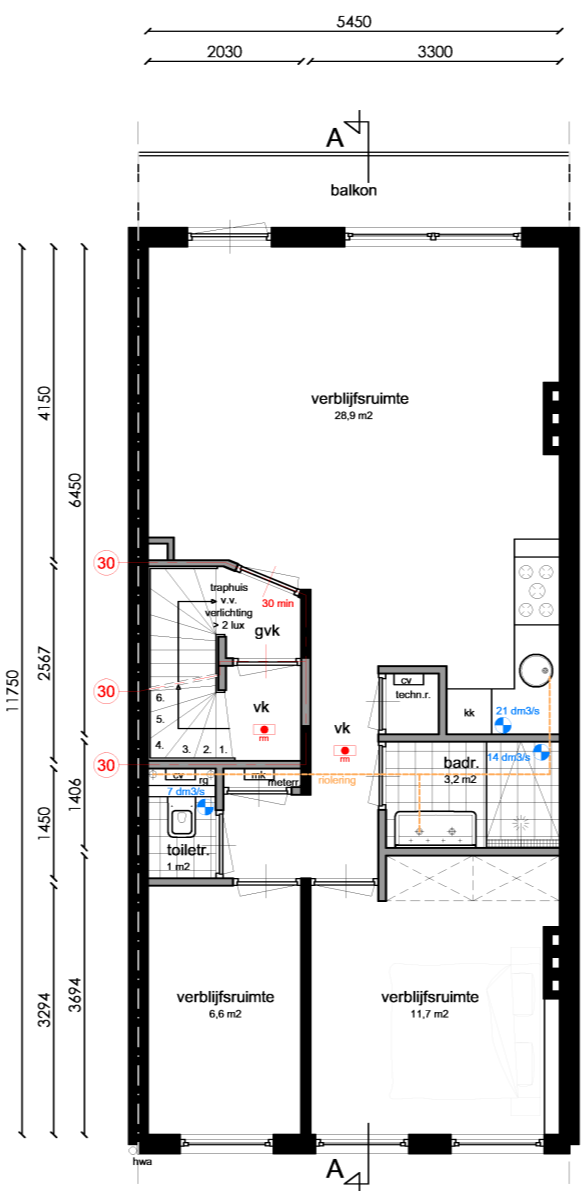 5450
2030
3300
A
balkon
verblijfsruimte
28,9 m2
4150
6450
11750
2567
1406
1450
3294
3694
30
traphuis
v.v.
verlichting
> 2 lux
30 min
gvk
30
vk
rm
vk
rm
6.
5.
4.
3.
2.
1.
30
cv
techn.r.
kk
21 dm3/s
badr.
3,2 m2
14 dm3/s
cv
rg
mk
meterr
riolering
7 dm3/s
toiletr.
1 m2
verblijfsruimte
6,6 m2
verblijfsruimte
11,7 m2
hwa
A